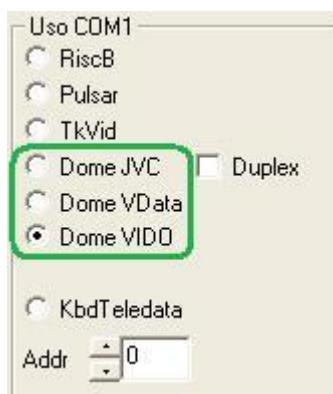 Uso COM1
RiscB
Pulsar
TkVid
Dome JVC Duplex
Dome VData
Dome VIDO
KbdTeledata
Addr 0